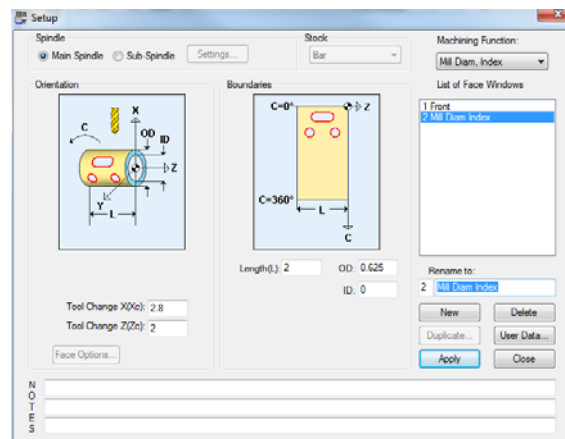 Setup
Spindle
Main Spindle
Sub-Spindle
Settings...
Stock
Bar
Machining Function:
Mill Diam, Index
Orientation
X
C
OD
ID
Z
Y
L
Tool Change X(Xc): 2.8
Tool Change Z(Zc): 2
Face Options...
Boundaries
C=0°
Z
C=360°
L
C
Length(L): 2
OD: 0.625
ID: 0
List of Face Windows
1 Front
2 Mill Diam Index
Rename to:
2 Mill Diam Index
New
Delete
Duplicate...
User Data...
Apply
Close
NOTES